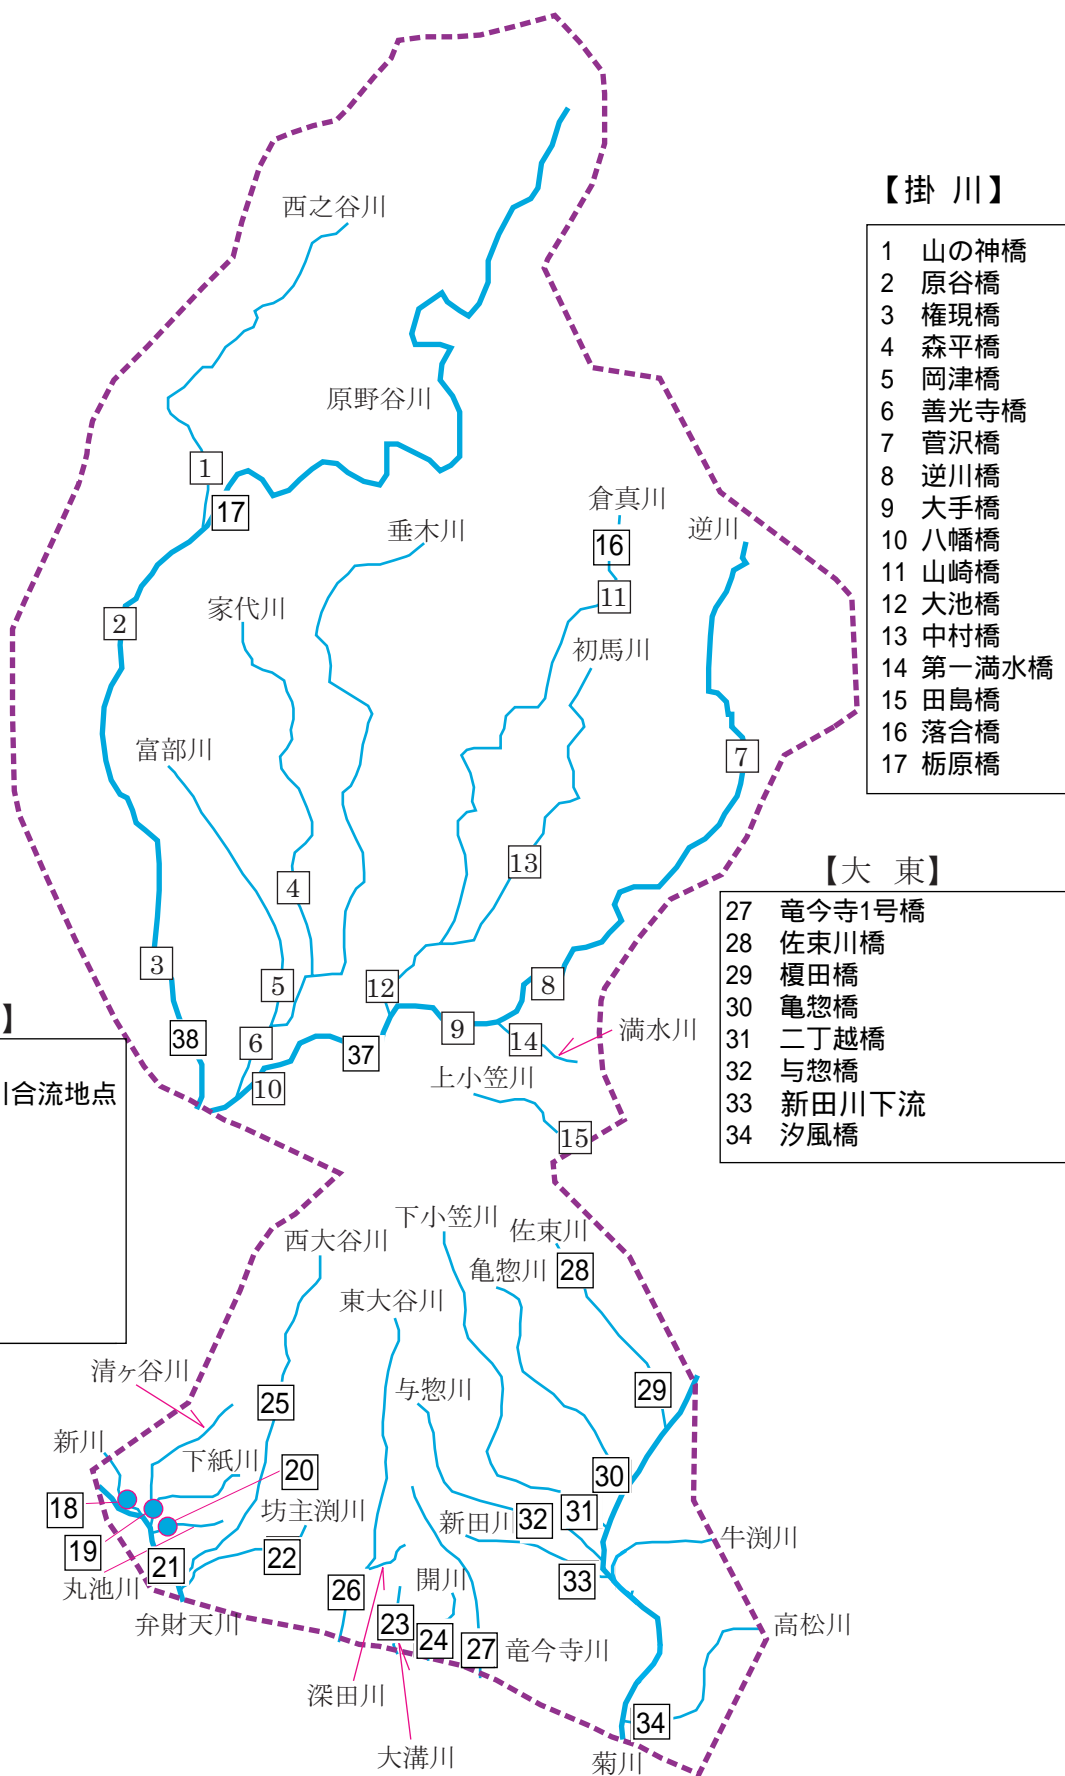 西之谷川
【掛 川】
1 山の神橋
2 原谷橋
3 権現橋
4 森平橋
5 岡津橋
6 善光寺橋
7 菅沢橋
8 逆川橋
9 大手橋
10 八幡橋
11 山崎橋
12 大池橋
13 中村橋
14 第一満水橋
15 田島橋
16 落合橋
17 栃原橋
原野谷川
1
17
倉真川
逆川
垂木川
16
11
家代川
2
初馬川
富部川
7
13
4
【大 東】
27 竜今寺1号橋
28 佐束川橋
29 榎田橋
30 亀惣橋
31 二丁越橋
32 与惣橋
33 新田川下流
34 汐風橋
3
5
12
8
】
38
6
37
9
14
満水川
10
上小笠川
川合流地点
15
下小笠川
佐束川
西大谷川
亀惣川
28
東大谷川
清ヶ谷川
与惣川
29
25
新川
下紙川
20
30
18
坊主渕川
新田川
32
31
19
牛渕川
21
22
丸池川
26
開川
33
弁財天川
23
24
27
竜今寺川
高松川
深田川
34
大溝川
菊川